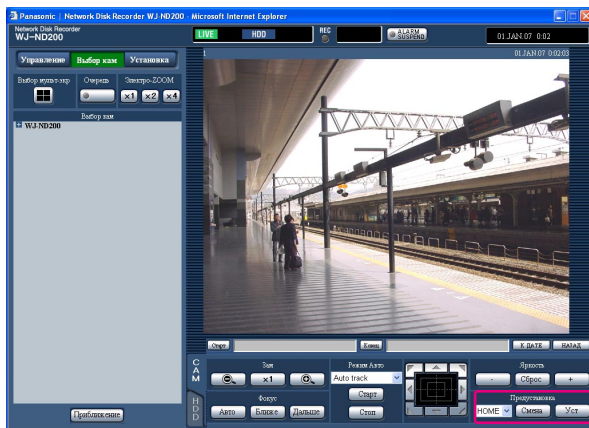 Panasonic | Network Disk Recorder WJ-ND200 - Microsoft Internet Explorer
Network Disk Recorder
WJ-ND200
LIVE HDD REC ALARM SUSPEND 01.JAN.07 0:02
Управление Выбор кам Установка
1 01.JAN.07 0:02:03
Выбор мульт-экр Очередь Электро-ZOOM
x1 x2 x4
Выбор кам
WJ-ND200
Старт Конец К ДАТЕ НАЗАД
CAM
Зам Режим Авто Яркость
x1 Auto track - Сброс +
Фокус Старт Предустановка
HDD
Авто Ближе Дальше Стоп HOME Смена Уст
Приближение